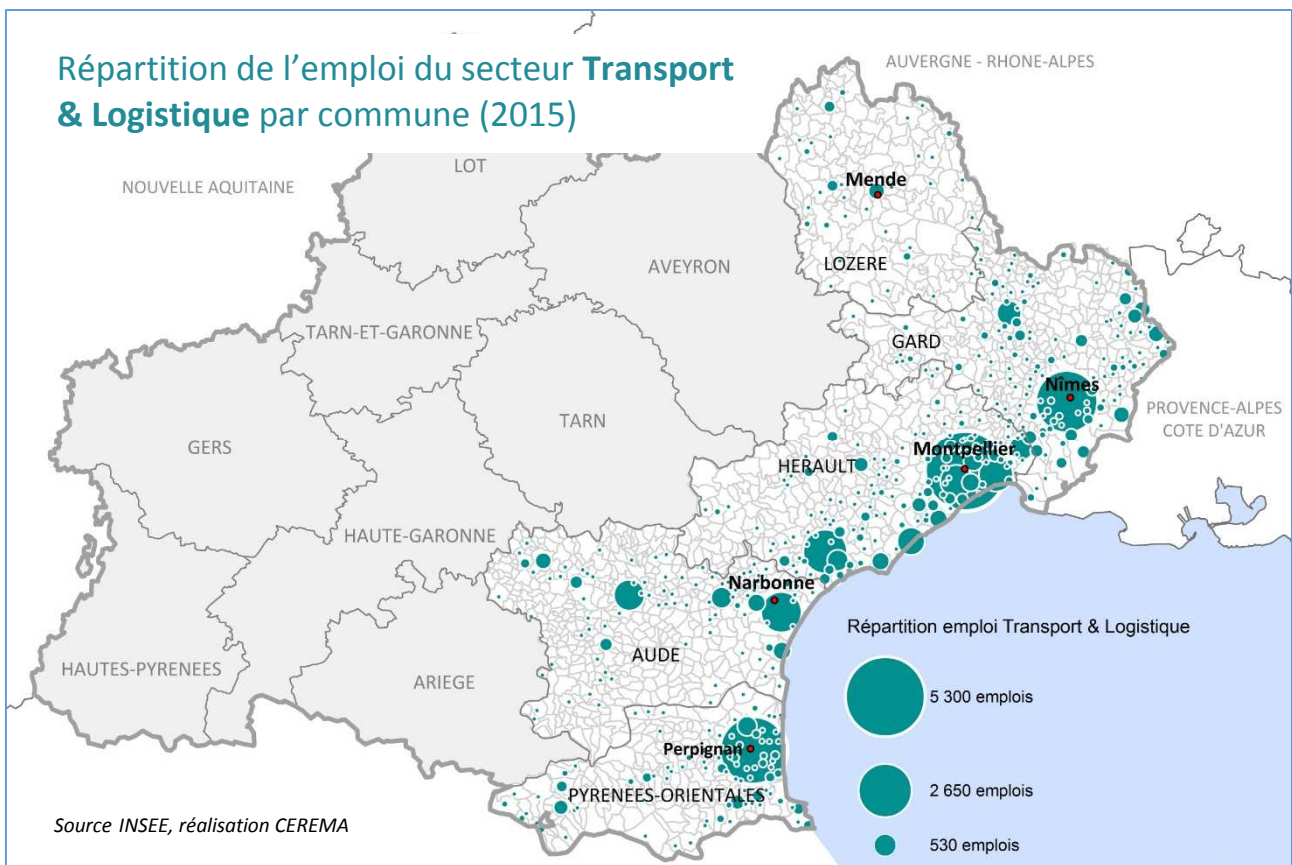 Répartition de l'emploi du secteur Transport
& Logistique par commune (2015)
AUVERGNE - RHONE-ALPES
LOT
NOUVELLE AQUITAINE
Mende
AVEYRON
LOZERE
TARN-ET-GARONNE
GARD
Nîmes
PROVENCE-ALPES
COTE D'AZUR
TARN
GERS
Montpellier
HERAULT
HAUTE-GARONNE
Narbonne
Répartition emploi Transport & Logistique
AUDE
HAUTES-PYRENEES
ARIEGE
5 300 emplois
Perpignan
PYRENEES-ORIENTALES
2 650 emplois
Source INSEE, réalisation CEREMA
530 emplois